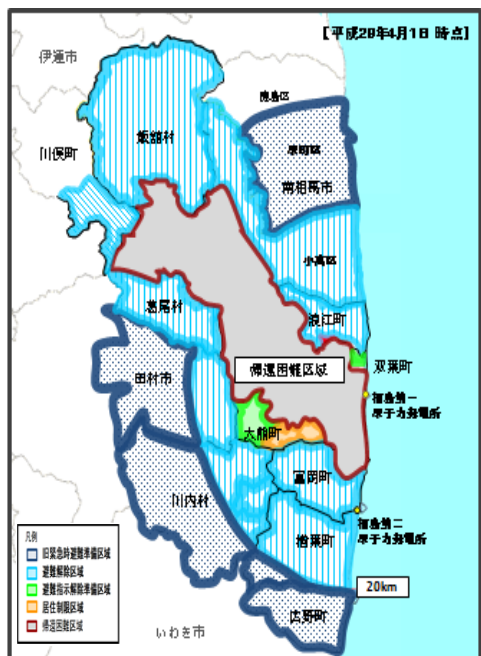 【平成29年4月1日 時点】
伊達市
鹿島区
川俣町
飯舘村
原町区
南相馬市
小高区
葛尾村
浪江町
双葉町
帰還困難区域
田村市
福島第一
原子力発電所
大熊町
富岡町
川内村
福島第二
原子力発電所
楢葉町
20km
広野町
いわき市
凡例
旧緊急時避難準備区域
避難解除区域
避難指示解除準備区域
居住制限区域
帰還困難区域